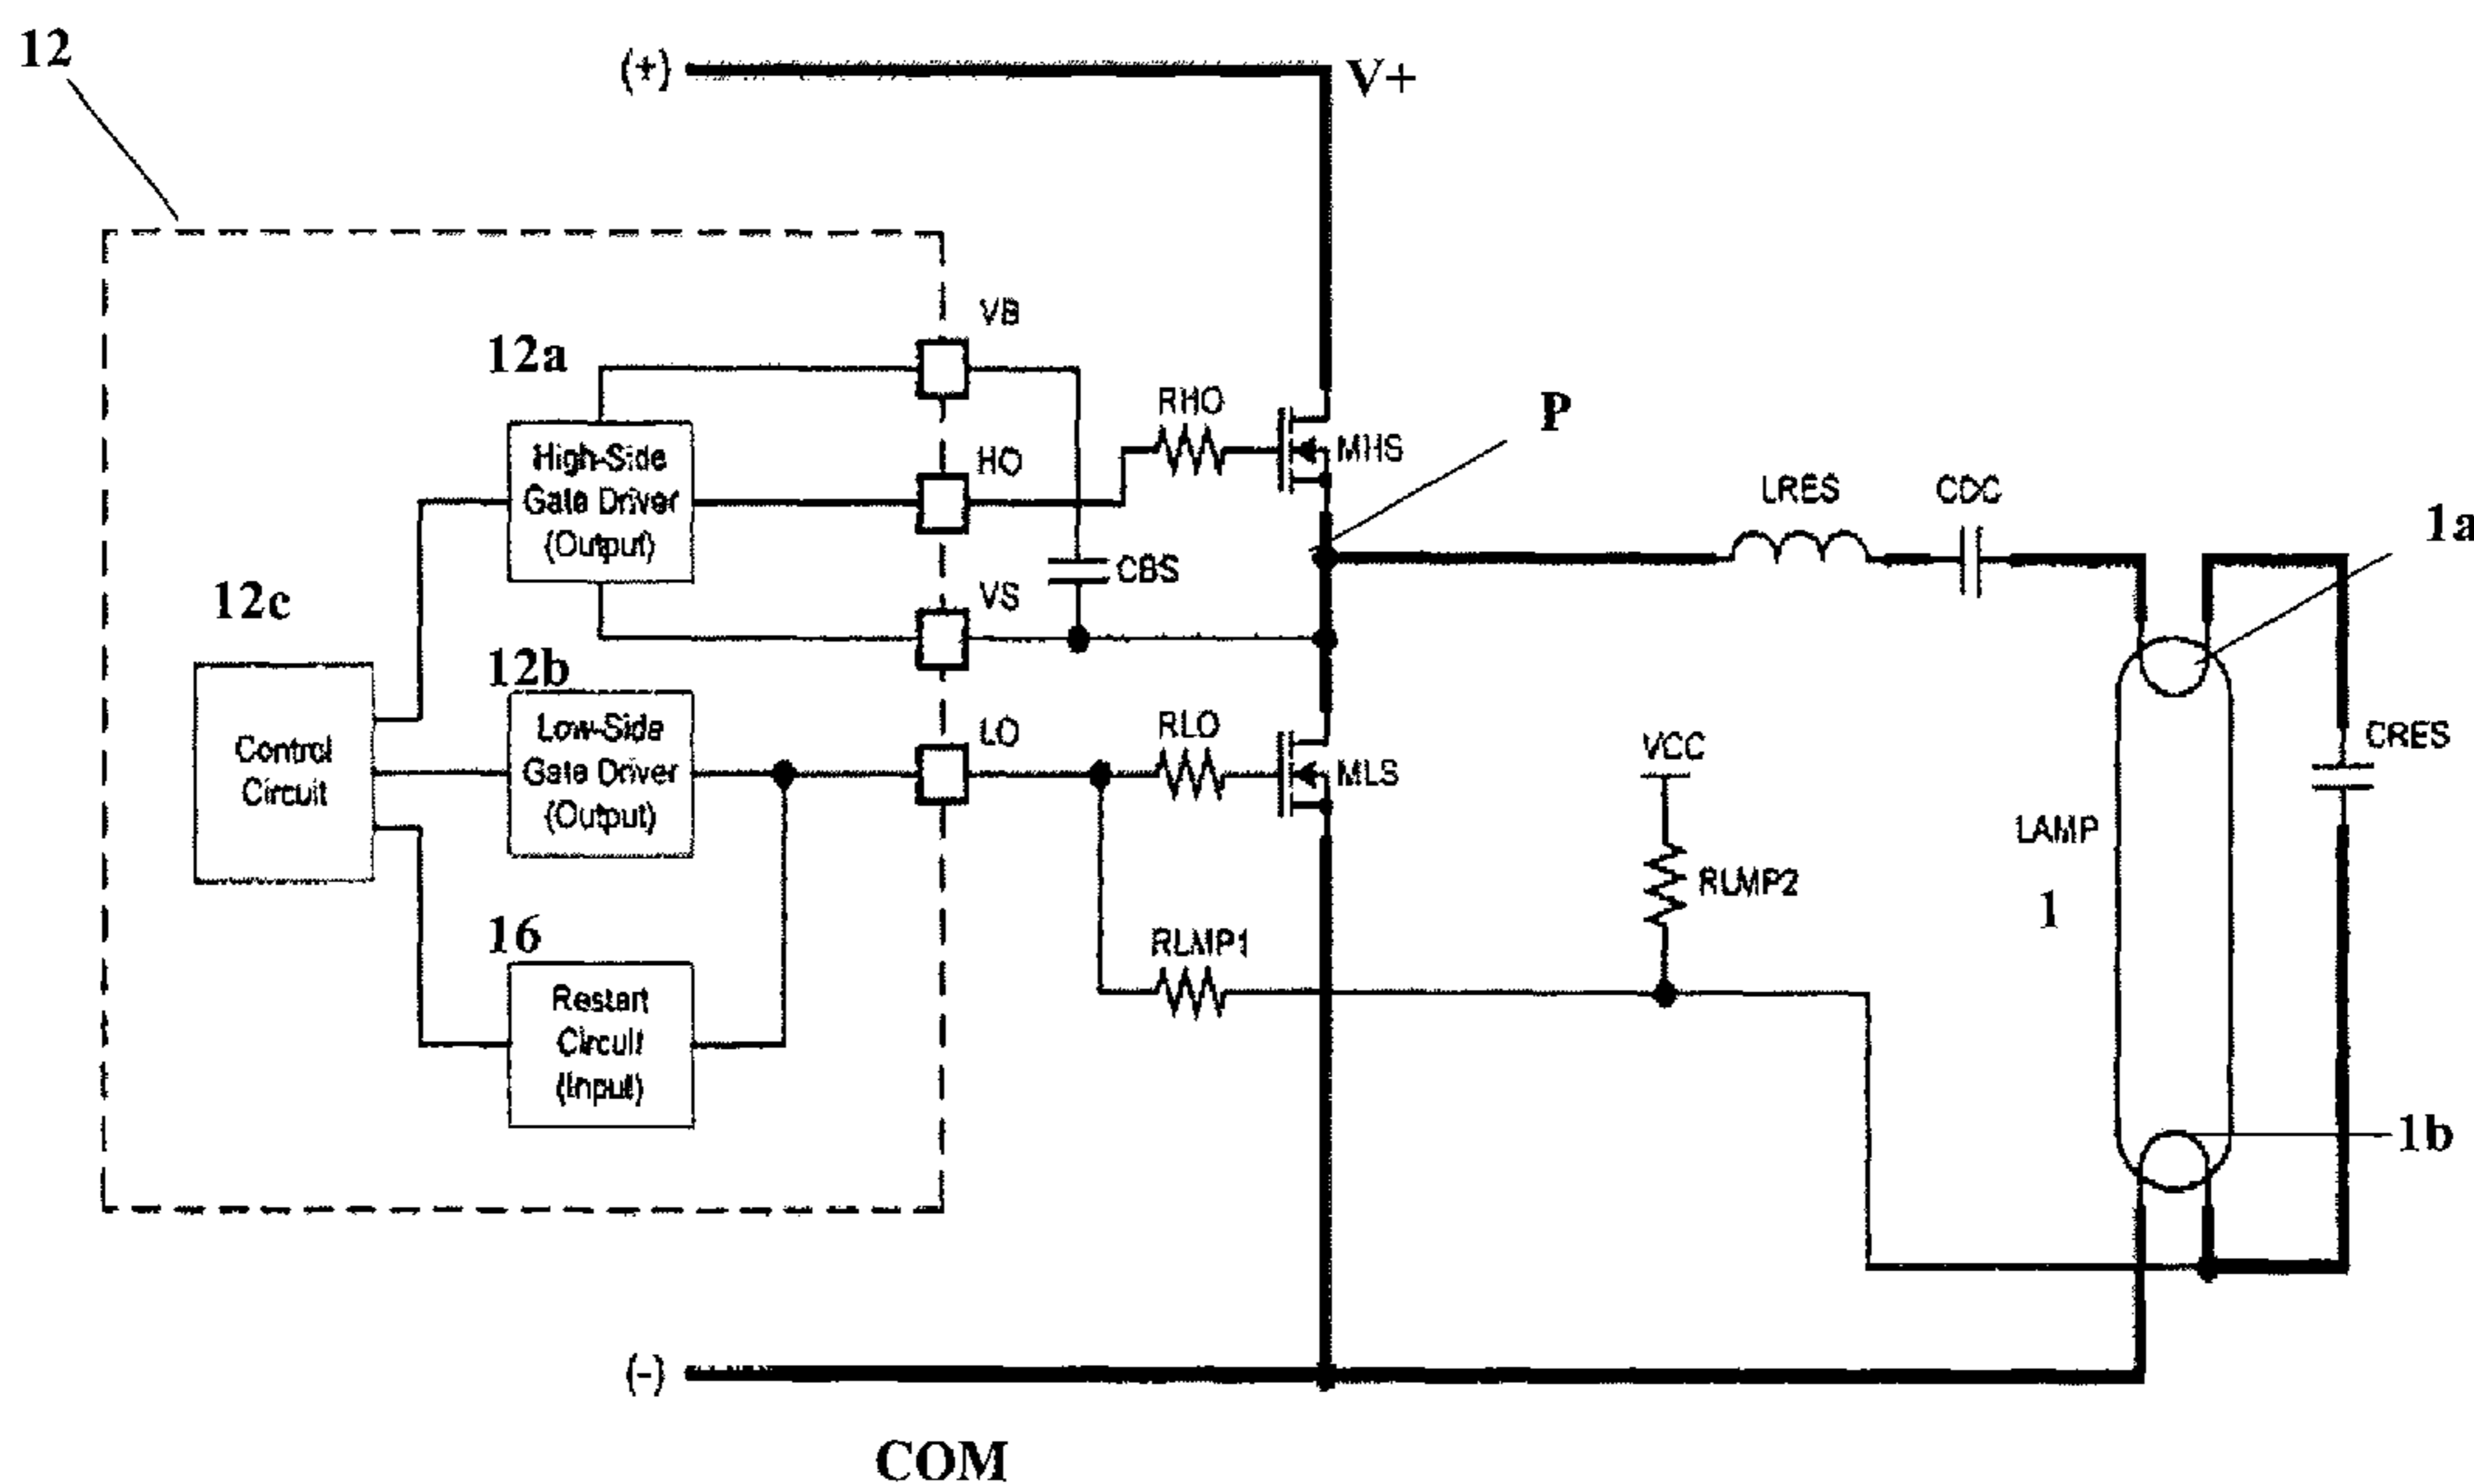 12
(+)
V+
VB
12a
RHO
P
High-Side
Gate Driver
(Output)
HO
MHS
LRES
CDC
1a
CBS
12c
VS
12b
Control
Circuit
Low-Side
Gate Driver
(Output)
LO
RLO
MLS
VCC
CRES
LAMP
RLMP2
1
16
RLMP1
Restart
Circuit
(Input)
1b
(-)
COM